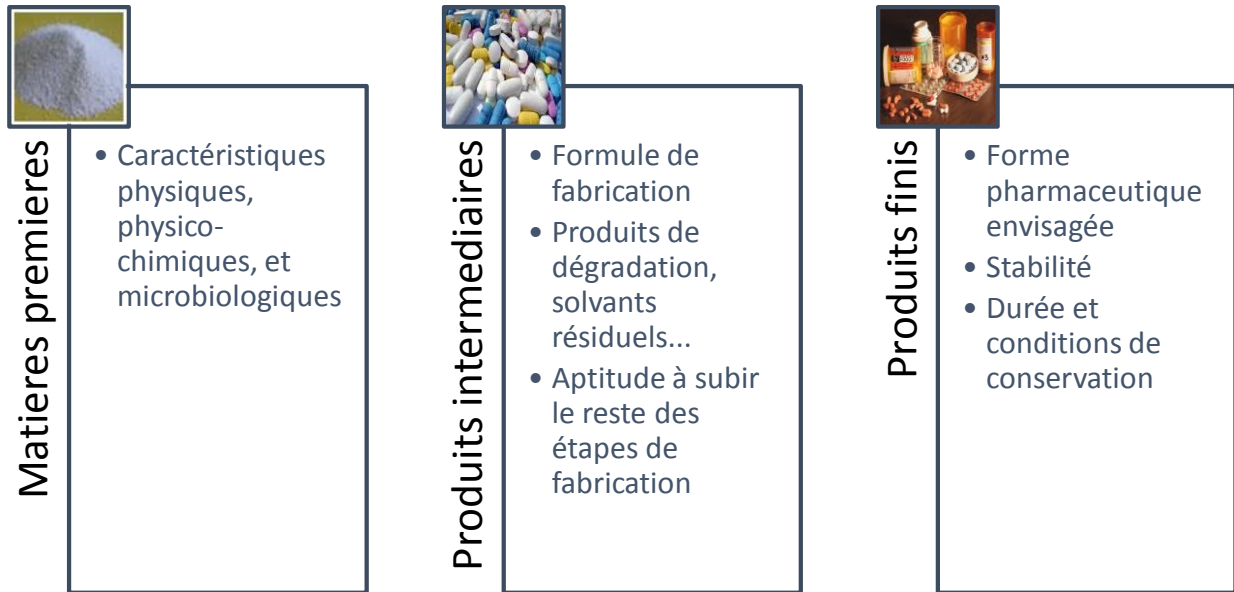 Matieres premieres
• Caractéristiques
physiques,
physico-
chimiques, et
microbiologiques
Produits intermediaires
• Formule de
fabrication
• Produits de
dégradation,
solvants
résiduels...
• Aptitude à subir
le reste des
étapes de
fabrication
Produits finis
• Forme
pharmaceutique
envisagée
• Stabilité
• Durée et
conditions de
conservation